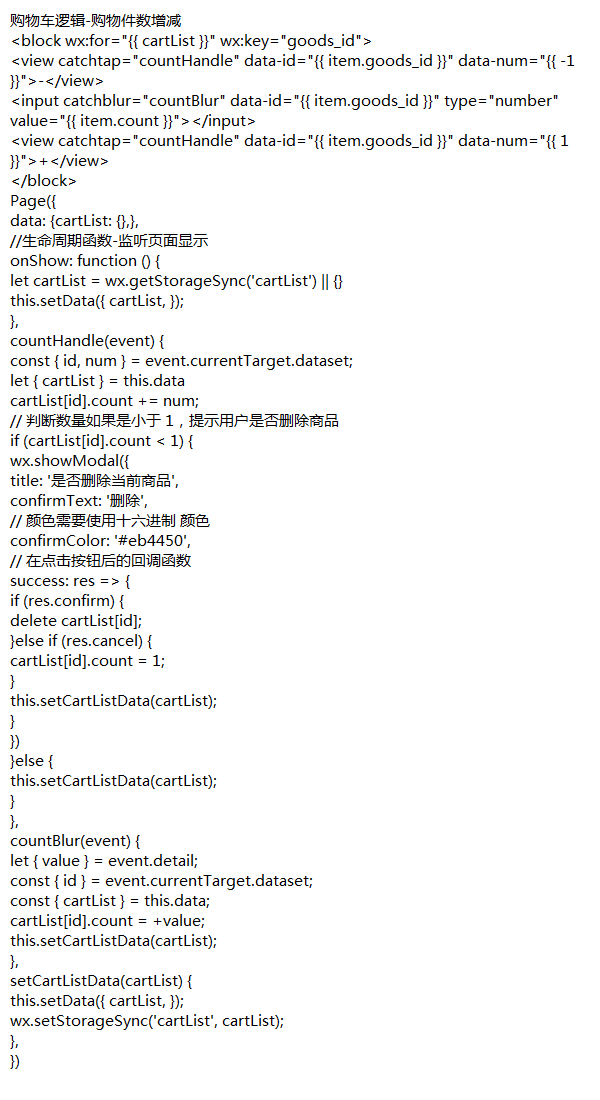 购物车逻辑-购物件数增减
<block wx:for="{{ cartList }}" wx:key="goods_id">
<view catchtap="countHandle" data-id="{{ item.goods_id }}" data-num="{{ -1
}}">-</view>
<input catchblur="countBlur" data-id="{{ item.goods_id }}" type="number"
value="{{ item.count }}"></input>
<view catchtap="countHandle" data-id="{{ item.goods_id }}" data-num="{{ 1
}}">+</view>
</block>
Page({
data: {cartList: {},},
//生命周期函数-监听页面显示
onShow: function () {
let cartList = wx.getStorageSync('cartList') || {}
this.setData({ cartList, });
},
countHandle(event) {
const { id, num } = event.currentTarget.dataset;
let { cartList } = this.data
cartList[id].count += num;
// 判断数量如果是小于 1，提示用户是否删除商品
if (cartList[id].count < 1) {
wx.showModal({
title: '是否删除当前商品',
confirmText: '删除',
// 颜色需要使用十六进制 颜色
confirmColor: '#eb4450',
// 在点击按钮后的回调函数
success: res => {
if (res.confirm) {
delete cartList[id];
}else if (res.cancel) {
cartList[id].count = 1;
}
this.setCartListData(cartList);
}
})
}else {
this.setCartListData(cartList);
}
},
countBlur(event) {
let { value } = event.detail;
const { id } = event.currentTarget.dataset;
const { cartList } = this.data;
cartList[id].count = +value;
this.setCartListData(cartList);
},
setCartListData(cartList) {
this.setData({ cartList, });
wx.setStorageSync('cartList', cartList);
},
})